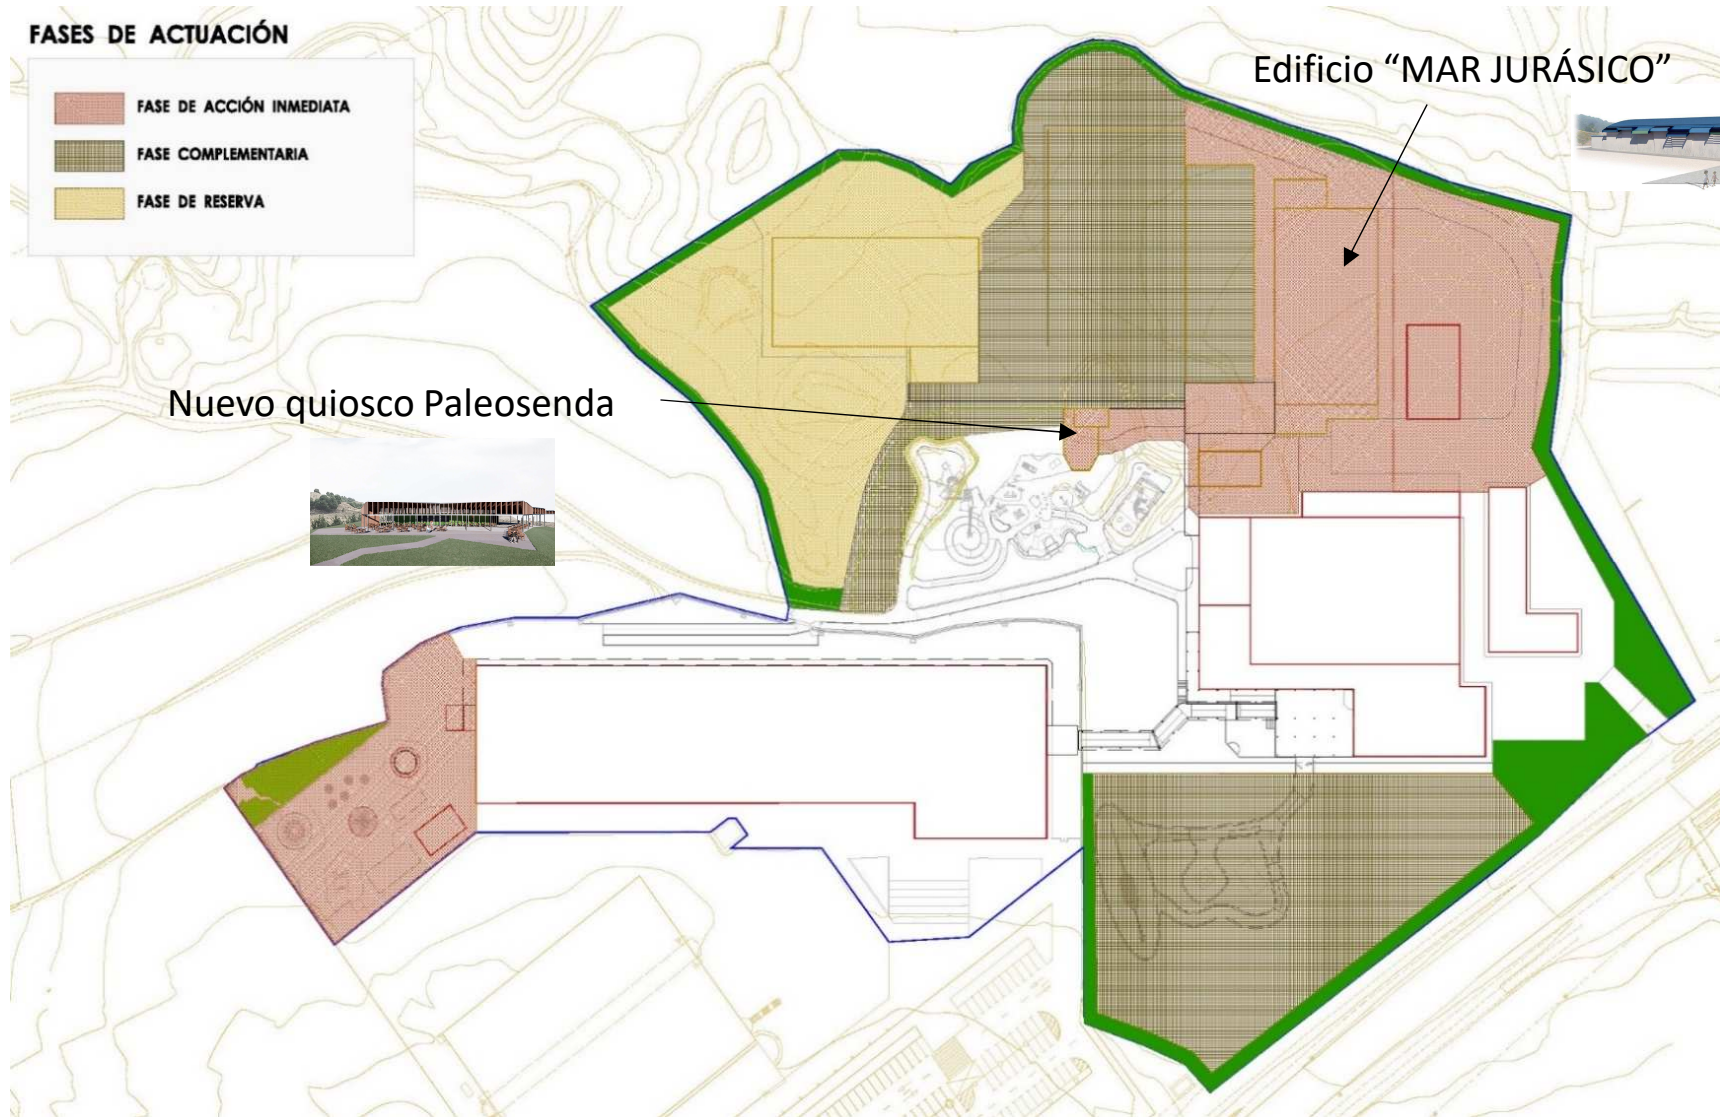 FASES DE ACTUACIÓN
FASE DE ACCIÓN INMEDIATA
FASE COMPLEMENTARIA
FASE DE RESERVA
Edificio “MAR JURÁSICO”
Nuevo quiosco Paleosenda